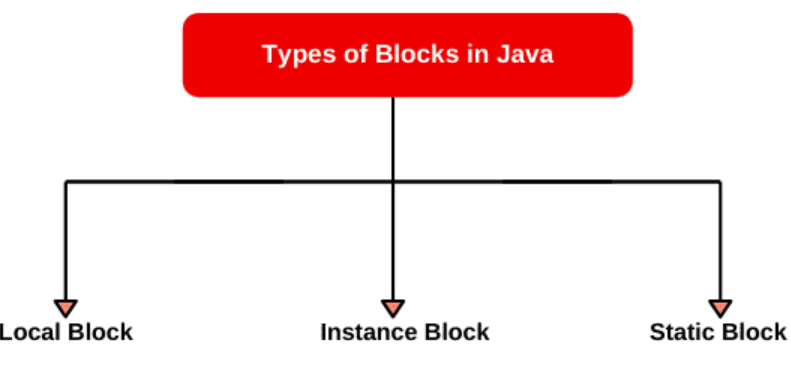 Types of Blocks in Java
Local Block
Instance Block
Static Block